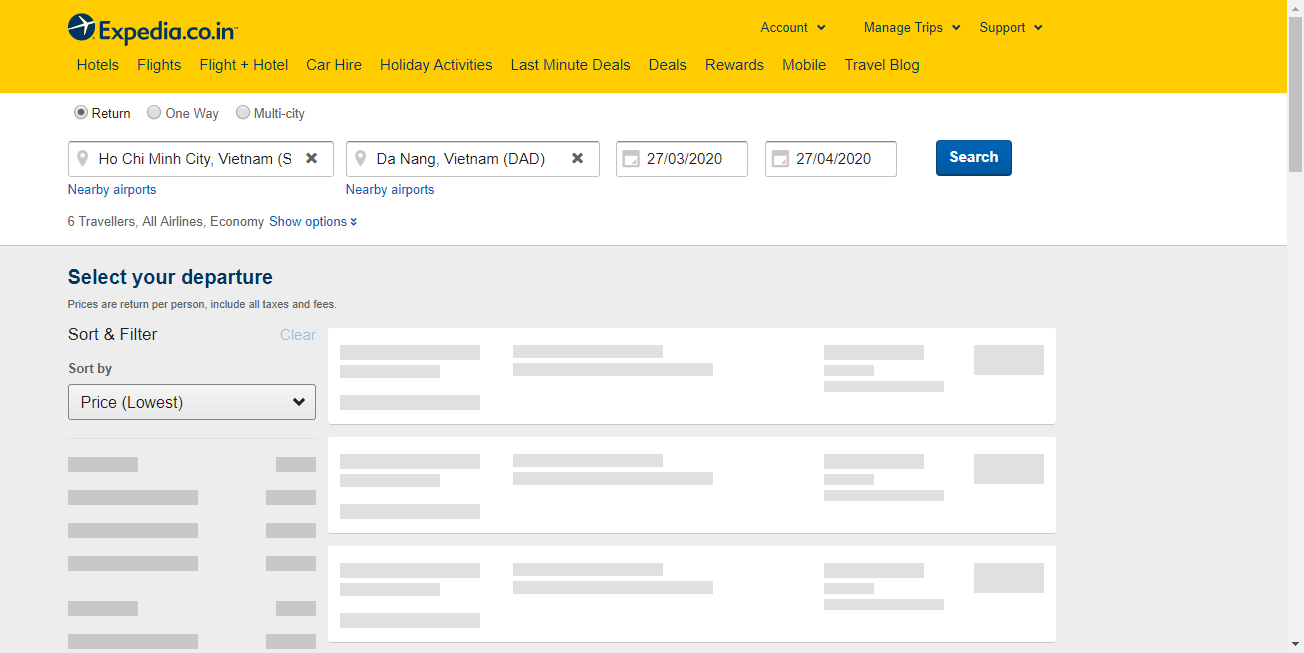 Expedia.co.in
Account Manage Trips Support
Hotels Flights Flight + Hotel Car Hire Holiday Activities Last Minute Deals Deals Rewards Mobile Travel Blog
Return One Way Multi-city
Ho Chi Minh City, Vietnam (S Da Nang, Vietnam (DAD) 27/03/2020 27/04/2020 Search
Nearby airports Nearby airports
6 Travellers, All Airlines, Economy Show options
Select your departure
Prices are return per person, include all taxes and fees.
Sort & Filter Clear
Sort by
Price (Lowest)